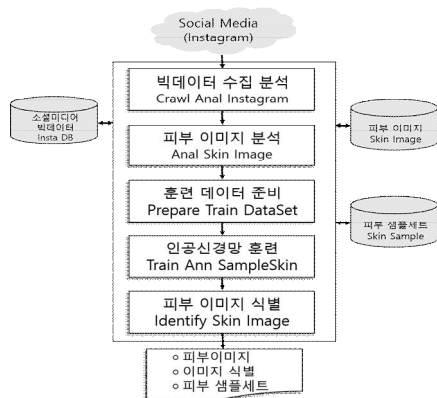 Social Media
(Instagram)
빅데이터 수집 분석
Crawl Anal Instagram
소셜미디어
빅데이터
Insta DB
피부 이미지 분석
Anal Skin Image
피부 이미지
Skin Image
훈련 데이터 준비
Prepare Train DataSet
피부 샘플세트
Skin Sample
인공신경망 훈련
Train Ann SampleSkin
피부 이미지 식별
Identify Skin Image
○ 피부이미지
○ 이미지 식별
○ 피부 샘플세트